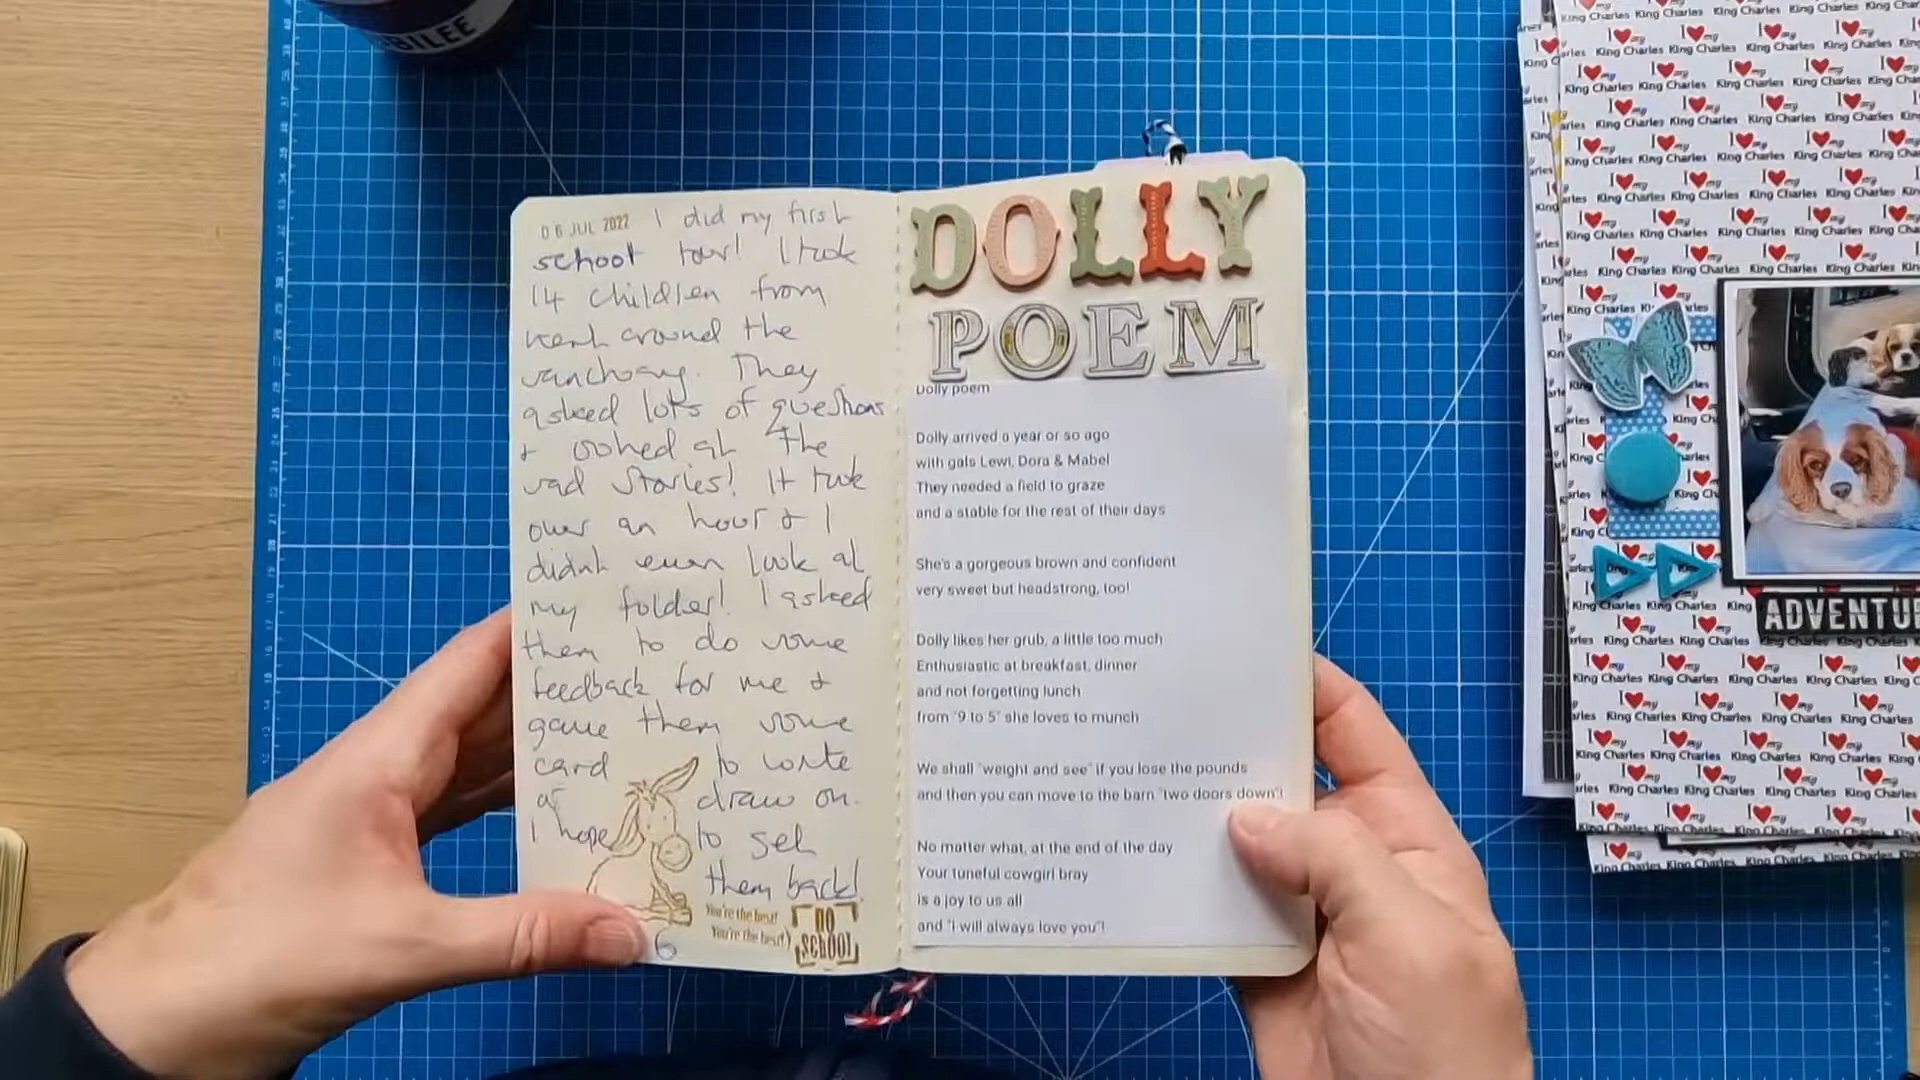 BILEE
06 JUL 2022 I did my first
school tour! I took
14 children from
Kent around the
sanctuary. They
asked lots of questions
& oohed at the
sad stories! It took
over an hour & I
didn't even look at
my folder! I asked
them to do some
feedback for me &
gave them some
card to write
or draw on.
I hope to see
them back!
You're the best
You're the best)
NO
SCHOOL
6
DOLLY
POEM
Dolly poem
Dolly arrived a year or so ago
with gals Lewi, Dora & Mabel
They needed a field to graze
and a stable for the rest of their days
She's a gorgeous brown and confident
very sweet but headstrong, too!
Dolly likes her grub, a little too much
Enthusiastic at breakfast, dinner
and not forgetting lunch
from "9 to 5" she loves to munch
We shall "weight and see" if you lose the pounds
and then you can move to the barn "two doors down"!
No matter what, at the end of the day
Your tuneful cowgirl bray
is a joy to us all
and "I will always love you"!
I my
King Charles
ADVENTUR